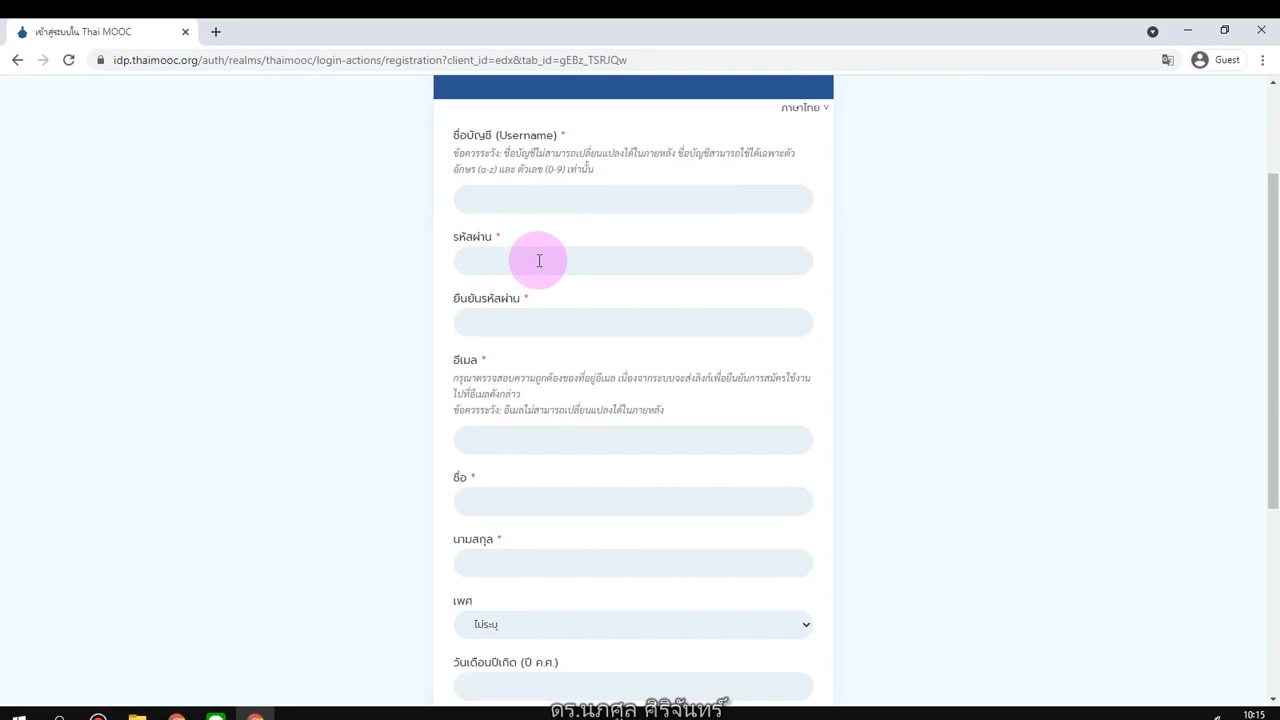 เข้าสู่ระบบใน Thai MOOC
idp.thaimooc.org/auth/realms/thaimooc/login-actions/registration?client_id=edx&tab_id=gEBz_TSRJQw
Guest
ภาษาไทย
ชื่อบัญชี (Username) *
ข้อควรระวัง: ชื่อบัญชีไม่สามารถเปลี่ยนแปลงได้ในภายหลัง ชื่อบัญชีสามารถใช้ได้เฉพาะตัว
อักษร (a-z) และ ตัวเลข (0-9) เท่านั้น
รหัสผ่าน *
ยืนยันรหัสผ่าน *
อีเมล *
กรุณาตรวจสอบความถูกต้องของที่อยู่อีเมล เนื่องจากระบบจะส่งลิงก์เพื่อยืนยันการสมัครใช้งาน
ไปที่อีเมลดังกล่าว
ข้อควรระวัง: อีเมลไม่สามารถเปลี่ยนแปลงได้ในภายหลัง
ชื่อ *
นามสกุล *
เพศ
ไม่ระบุ
วันเดือนปีเกิด (ปี ค.ศ.)
ดร.นภศูล ศิริจันทร์
10:15